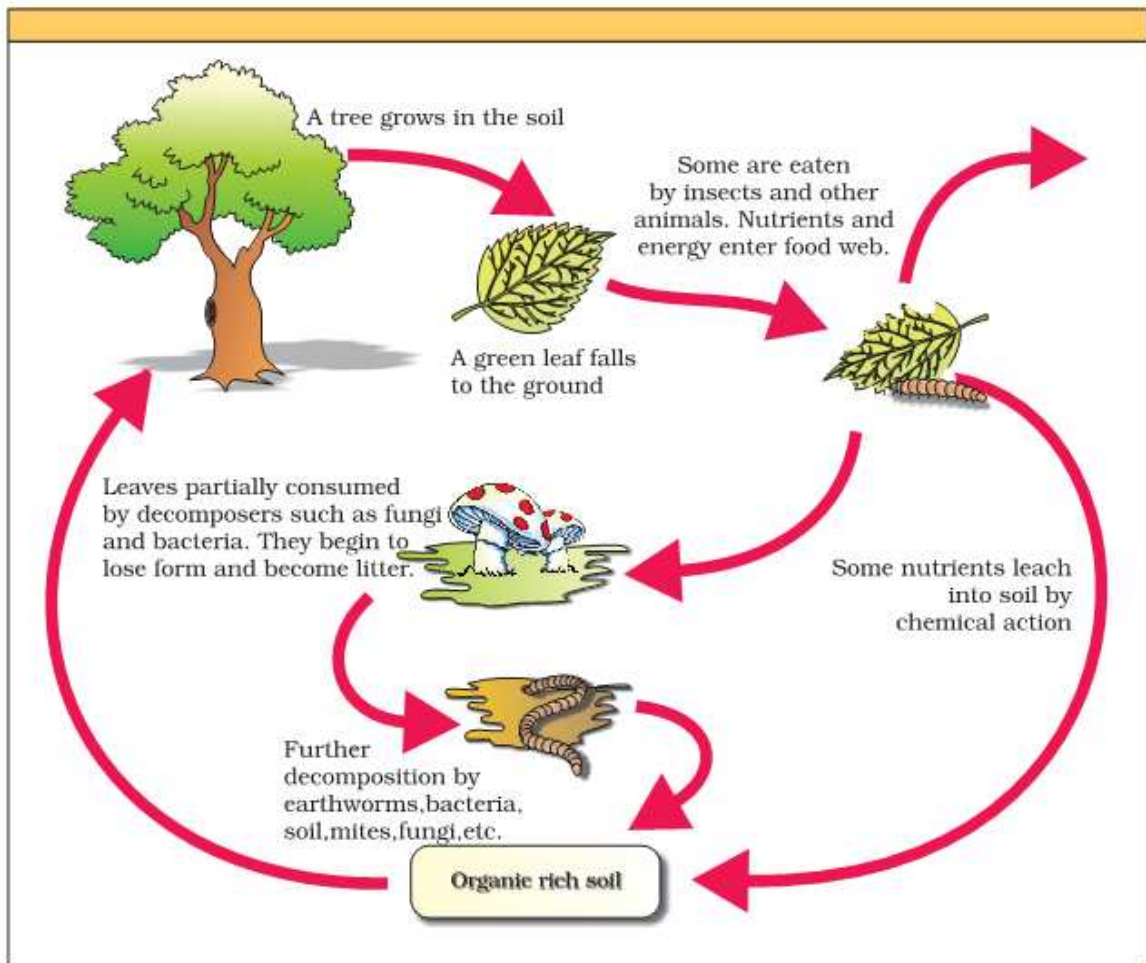 A tree grows in the soil
Some are eaten
by insects and other
animals. Nutrients and
energy enter food web.
A green leaf falls
to the ground
Leaves partially consumed
by decomposers such as fungi
and bacteria. They begin to
lose form and become litter.
Some nutrients leach
into soil by
chemical action
Further
decomposition by
earthworms,bacteria,
soil,mites,fungi,etc.
Organic rich soil